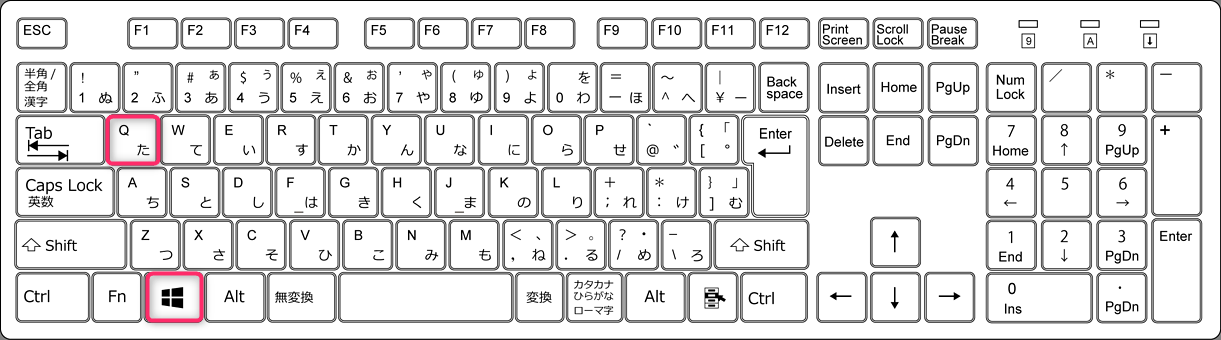 ESC F1 F2 F3 F4 F5 F6 F7 F8 F9 F10 F11 F12 Print Screen Scroll Lock Pause Break 9 A
半角/全角 漢字 ! 1 ぬ " 2 ふ # ぁ 3 あ $ ぅ 4 う % ぇ 5 え & ぉ 6 お ' ゃ 7 や ( ゅ 8 ゆ ) ょ 9 よ を 0 わ = ー ほ ～ ^ へ | ¥ ー Back space Insert Home PgUp Num Lock ／ * ー
Tab Q た W て E い R す T か Y ん U な I に O ら P せ ` @ ゛ { 「 [ ° Enter Delete End PgDn 7 Home 8 ↑ 9 PgUp +
Caps Lock 英数 A ち S と D し F _は G き H く J _ま K の L り + ; れ * : け } 」 ] む 4 ← 5 6 →
Shift Z つ X さ C そ V ひ B こ N み M も < 、 , ね > 。 . る ? ・ / め _ \ ろ Shift ↑ 1 End 2 ↓ 3 PgDn Enter
Ctrl Fn Alt 無変換 変換 カタカナ ひらがな ローマ字 Alt Ctrl ← ↓ → 0 Ins . PgDn